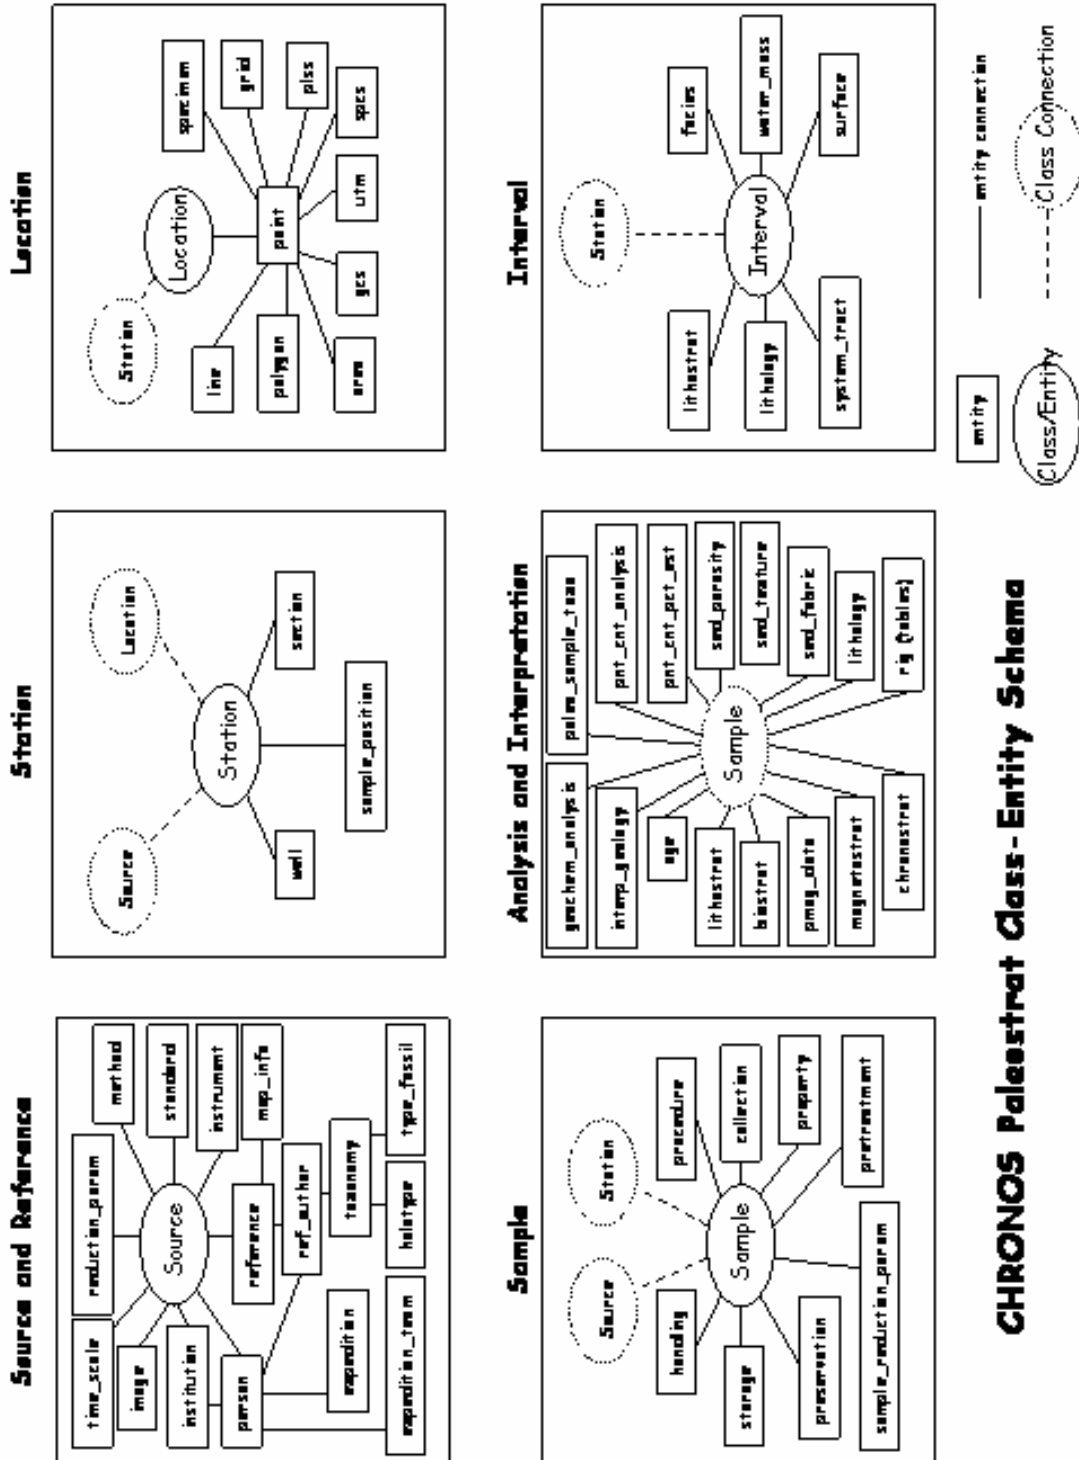 Source and Reference
time_scale
reduction_param
method
image
standard
institution
Source
instrument
person
reference
map_info
ref_author
expedition
taxonomy
expedition_team
holotype
type_fossil
Station
Source
Location
Station
well
section
sample_position
Location
Station
Location
specimen
grid
line
point
plss
polygon
spcs
area
gcs
utm
Sample
Source
Station
handling
procedure
storage
Sample
collection
preservation
property
sample_reduction_param
pretreatment
Analysis and Interpretation
geochem_analysis
paleo_sample_taxa
interp_geology
pnt_cnt_analysis
age
pnt_cnt_pct_est
lithostrat
Sample
sed_porosity
biostrat
sed_texture
pmag_data
sed_fabric
magnetostrat
lithology
chronostrat
rig (tables)
Interval
Station
facies
lithostrat
Interval
water_mass
lithology
surface
system_tract
entity
entity connection
Class/Entity
Class Connection
CHRONOS Paleostrat Class-Entity Schema